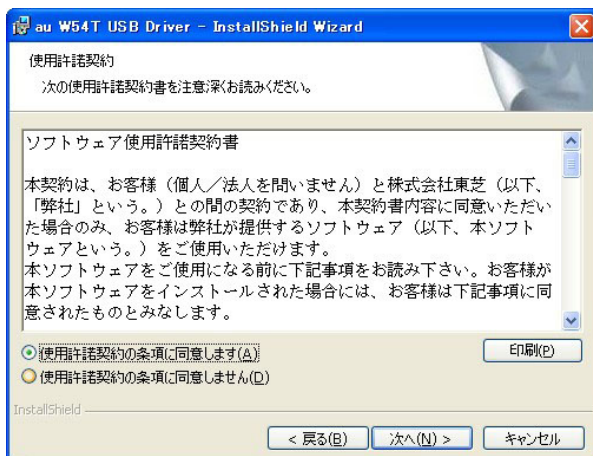 au W54T USB Driver - InstallShield Wizard
使用許諾契約
次の使用許諾契約書を注意深くお読みください。
ソフトウェア使用許諾契約書
本契約は、お客様（個人／法人を問いません）と株式会社東芝（以下、
「弊社」という。）との間の契約であり、本契約書内容に同意いただい
た場合のみ、お客様は弊社が提供するソフトウェア（以下、本ソフト
ウェアという。）をご使用いただけます。
本ソフトウェアをご使用になる前に下記事項をお読み下さい。お客様が
本ソフトウェアをインストールされた場合には、お客様は下記事項に同
意されたものとみなします。
使用許諾契約の条項に同意します(A)
印刷(P)
使用許諾契約の条項に同意しません(D)
InstallShield
< 戻る(B)
次へ(N) >
キャンセル